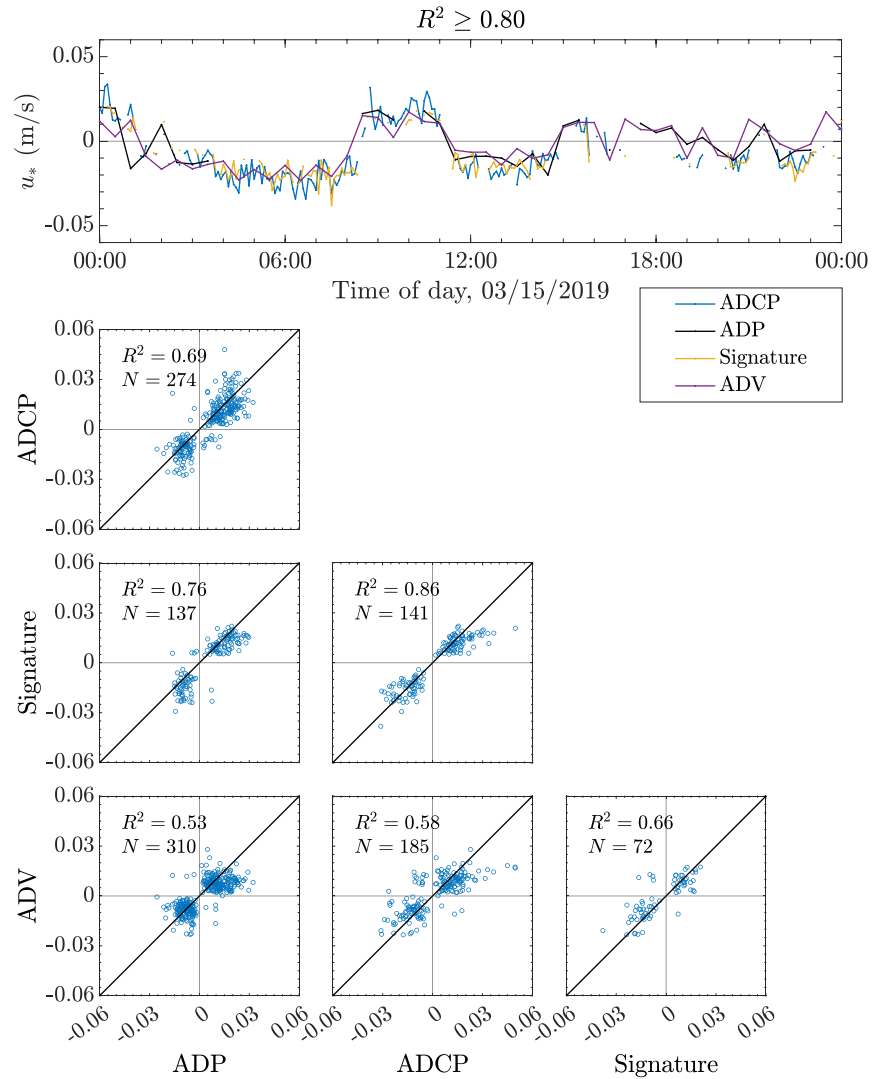 R² ≥ 0.80
0.05
0
-0.05
u* (m/s)
00:00 06:00 12:00 18:00 00:00
Time of day, 03/15/2019
ADCP
ADP
Signature
ADV
0.06
0.03
0
-0.03
-0.06
ADCP
R² = 0.69
N = 274
0.06
0.03
0
-0.03
-0.06
Signature
R² = 0.76
N = 137
R² = 0.86
N = 141
0.06
0.03
0
-0.03
-0.06
ADV
R² = 0.53
N = 310
R² = 0.58
N = 185
R² = 0.66
N = 72
-0.06 -0.03 0 0.03 0.06
-0.06 -0.03 0 0.03 0.06
-0.06 -0.03 0 0.03 0.06
ADP
ADCP
Signature